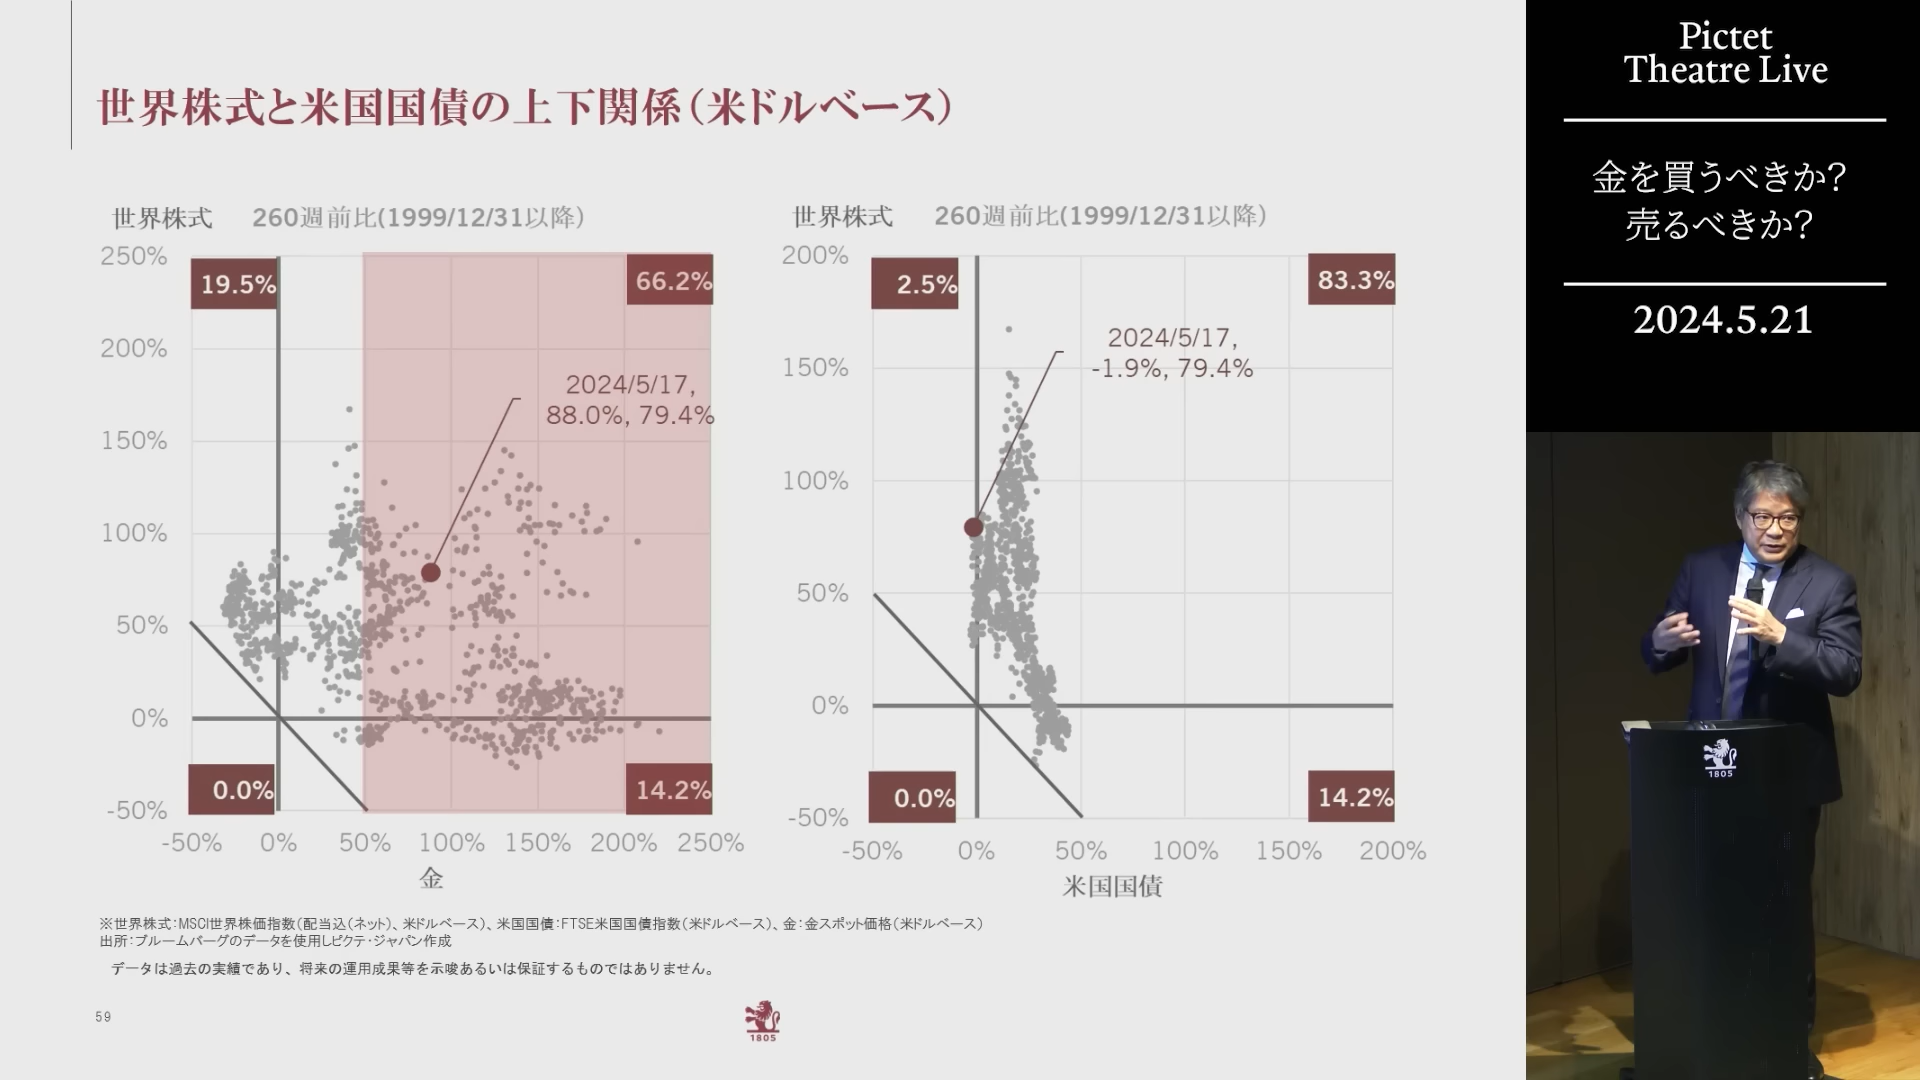 世界株式と米国国債の上下関係（米ドルベース）
世界株式 260週前比(1999/12/31以降）
250%
200%
150%
100%
50%
0%
-50%
19.5%
66.2%
2024/5/17,
88.0%, 79.4%
0.0%
14.2%
-50% 0% 50% 100% 150% 200% 250%
金
世界株式 260週前比(1999/12/31以降）
200%
150%
100%
50%
0%
-50%
2.5%
83.3%
2024/5/17,
-1.9%, 79.4%
0.0%
14.2%
-50% 0% 50% 100% 150% 200%
米国国債
※世界株式：MSCI世界株価指数（配当込（ネット）、米ドルベース）、米国国債：FTSE米国国債指数（米ドルベース）、金：金スポット価格（米ドルベース）
出所：ブルームバーグのデータを使用しピクテ・ジャパン作成
データは過去の実績であり、将来の運用成果等を示唆あるいは保証するものではありません。
59
1805
Pictet
Theatre Live
金を買うべきか？
売るべきか？
2024.5.21
1805